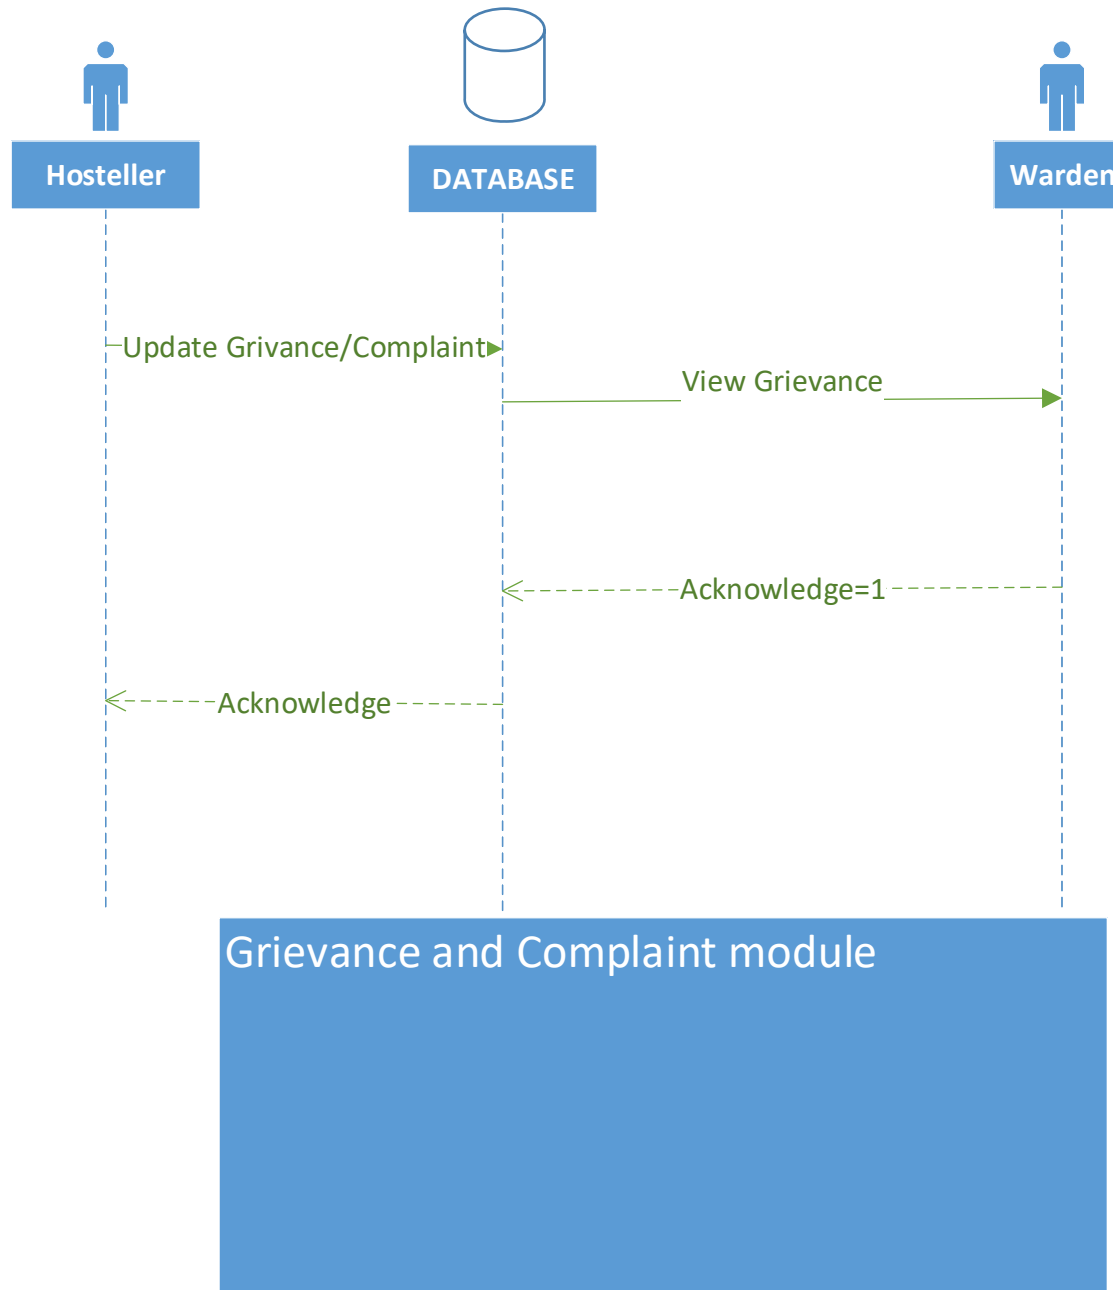 Hosteller
DATABASE
Warden
Update Grivance/Complaint
View Grievance
Acknowledge=1
Acknowledge
Grievance and Complaint module